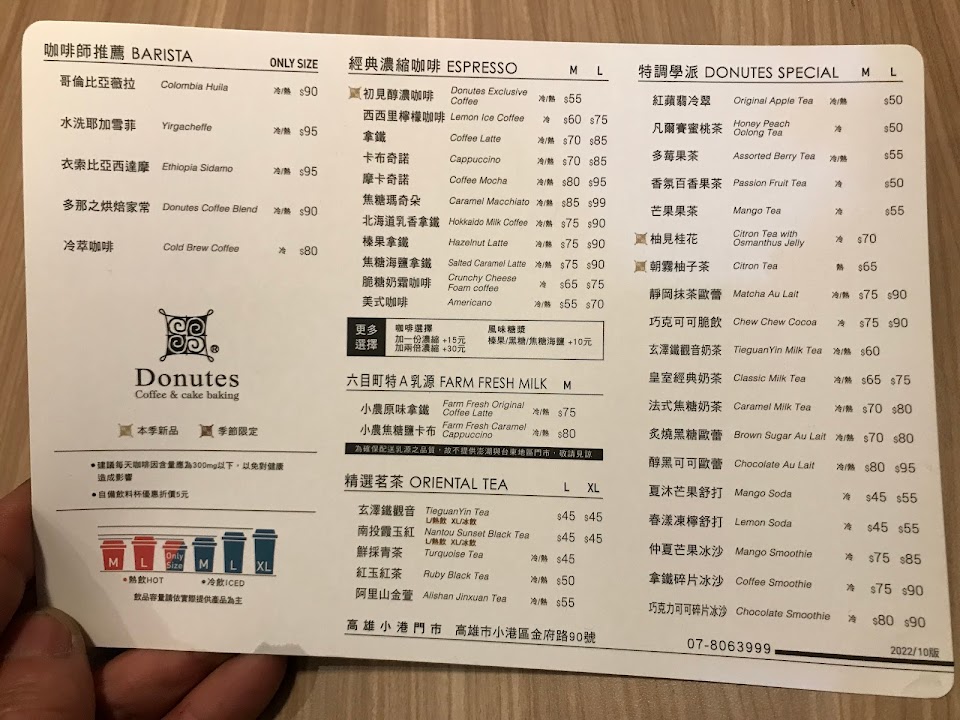 咖啡師推薦 BARISTA ONLY SIZE
哥倫比亞薇拉 Colombia Huila 冷/熱 $90
水洗耶加雪菲 Yirgacheffe 冷/熱 $95
衣索比亞西達摩 Ethiopia Sidamo 冷/熱 $95
多那之烘焙家常 Donutes Coffee Blend 冷/熱 $90
冷萃咖啡 Cold Brew Coffee 冷 $80
®
Donutes
Coffee & cake baking
本季新品 季節限定
•建議每天咖啡因含量應為300mg以下，以免對健康
造成影響
•自備飲料杯優惠折價5元
M L Only Size M L XL
•熱飲HOT •冷飲ICED
飲品容量請依實際提供產品為主
經典濃縮咖啡 ESPRESSO M L
初見醇濃咖啡 Donutes Exclusive
Coffee 冷/熱 $55
西西里檸檬咖啡 Lemon Ice Coffee 冷 $60 $75
拿鐵 Coffee Latte 冷/熱 $70 $85
卡布奇諾 Cappuccino 冷/熱 $70 $85
摩卡奇諾 Coffee Mocha 冷/熱 $80 $95
焦糖瑪奇朵 Caramel Macchiato 冷/熱 $85 $99
北海道乳香拿鐵 Hokkaido Milk Coffee 冷/熱 $75 $90
榛果拿鐵 Hazelnut Latte 冷/熱 $75 $90
焦糖海鹽拿鐵 Salted Caramel Latte 冷/熱 $75 $90
脆糖奶霜咖啡 Crunchy Cheese
Foam coffee 冷 $65 $75
美式咖啡 Americano 冷/熱 $55 $70
更多
選擇
咖啡選擇
加一份濃縮 +15元
加兩倍濃縮 +30元
風味糖漿
榛果/黑糖/焦糖海鹽 +10元
六目町特A乳源 FARM FRESH MILK M
小農原味拿鐵 Farm Fresh Original
Coffee Latte 冷/熱 $75
小農焦糖卡布 Farm Fresh Caramel
Cappuccino 冷/熱 $80
為確保配送乳源之品質，故不提供澎湖與台東地區門市，敬請見諒
精選茗茶 ORIENTAL TEA L XL
玄澤鐵觀音 TieguanYin Tea
L/熱飲 XL/冰飲 $45 $45
南投霞玉紅 Nantou Sunset Black Tea
L/熱飲 XL/冰飲 $45 $45
鮮採青茶 Turquoise Tea 冷/熱 $45
紅玉紅茶 Ruby Black Tea 冷/熱 $50
阿里山金萱 Alishan Jinxuan Tea 冷/熱 $55
特調學派 DONUTES SPECIAL M L
紅蘋翡冷翠 Original Apple Tea 冷/熱 $50
凡爾賽蜜桃茶 Honey Peach
Oolong Tea 冷 $50
多莓果茶 Assorted Berry Tea 冷/熱 $55
香氛百香果茶 Passion Fruit Tea 冷 $50
芒果果茶 Mango Tea 冷 $55
柚見桂花 Citron Tea with
Osmanthus Jelly 冷 $70
朝霧柚子茶 Citron Tea 熱 $65
靜岡抹茶歐蕾 Matcha Au Lait 冷/熱 $75 $90
巧克可可脆飲 Chew Chew Cocoa 冷 $75 $90
玄澤鐵觀音奶茶 TieguanYin Milk Tea 冷/熱 $60
皇室經典奶茶 Classic Milk Tea 冷/熱 $65 $75
法式焦糖奶茶 Caramel Milk Tea 冷/熱 $70 $80
炙燒黑糖歐蕾 Brown Sugar Au Lait 冷/熱 $70 $80
醇黑可可歐蕾 Chocolate Au Lait 冷/熱 $80 $95
夏沐芒果舒打 Mango Soda 冷 $45 $55
春漾凍檸舒打 Lemon Soda 冷 $45 $55
仲夏芒果冰沙 Mango Smoothie 冷 $75 $85
拿鐵碎片冰沙 Coffee Smoothie 冷 $75 $90
巧克力可可碎片冰沙 Chocolate Smoothie 冷 $80 $90
高雄小港門市 高雄市小港區金府路90號 07-8063999 2022/10版